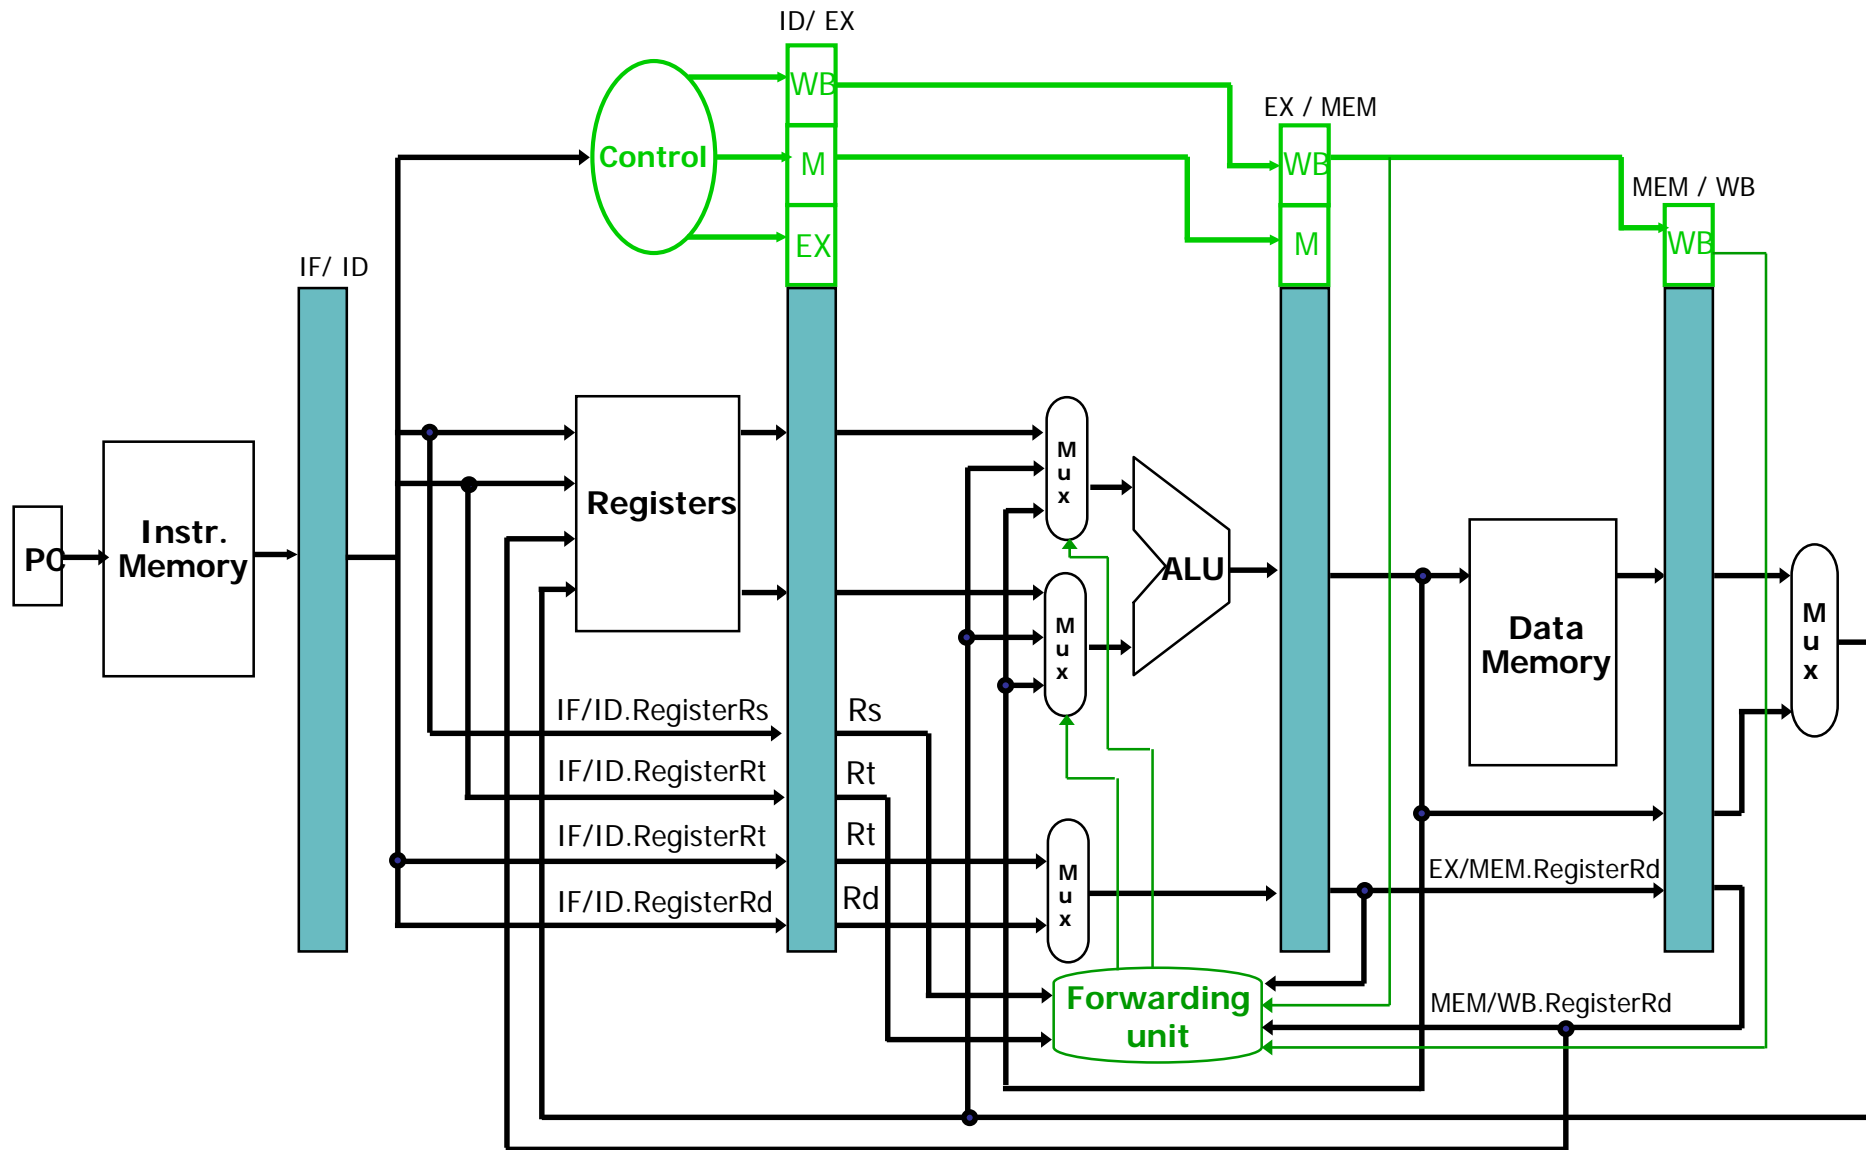 ID/ EX
WB
EX / MEM
Control
M
WB
MEM / WB
EX
M
WB
IF/ ID
M
u
x
Registers
PC
Instr.
Memory
ALU
M
u
x
Data
Memory
M
u
x
IF/ID.RegisterRs
Rs
IF/ID.RegisterRt
Rt
IF/ID.RegisterRt
Rt
IF/ID.RegisterRd
Rd
M
u
x
EX/MEM.RegisterRd
Forwarding
unit
MEM/WB.RegisterRd